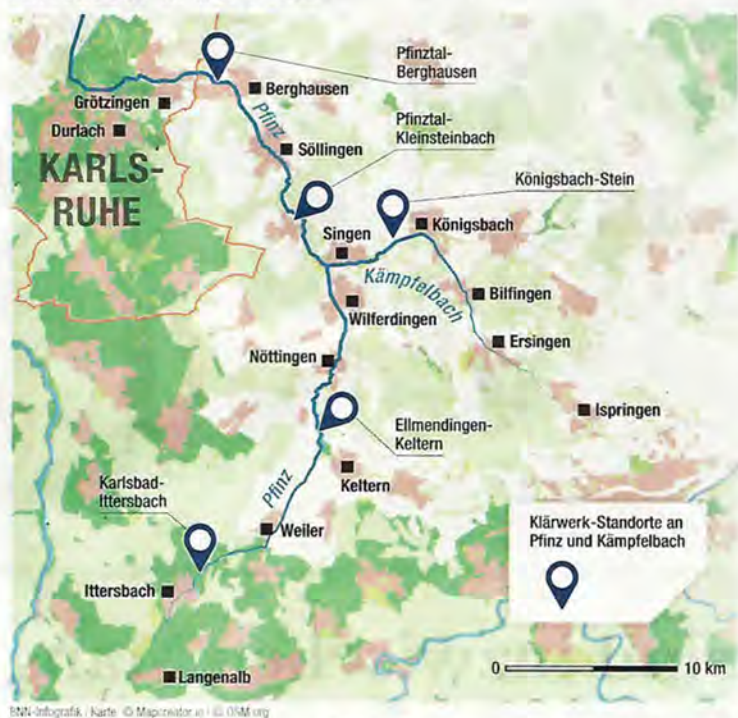 Pfinztal-
Berghausen
Berghausen
Grötzingen
Durlach
Pfinz
Pfinztal-
Kleinsteinbach
Söllingen
KARLS-
RUHE
Königsbach-Stein
Singen
Königsbach
Kämpfelbach
Bilfingen
Wilferdingen
Ersingen
Nöttingen
Ispringen
Ellmendingen-
Keltern
Karlsbad-
Ittersbach
Pfinz
Keltern
Weiler
Klärwerk-Standorte an
Pfinz und Kämpfelbach
Ittersbach
Langenalb
0 10 km
BNN-Infografik / Karte: © Mapcreator.io / © OSM.org